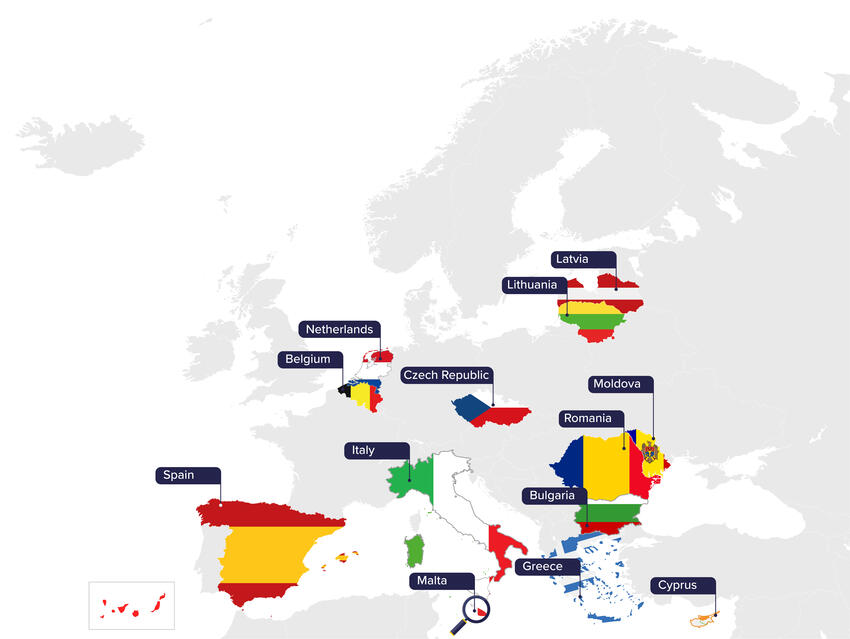 Latvia
Lithuania
Netherlands
Belgium
Czech Republic
Moldova
Romania
Italy
Spain
Bulgaria
Greece
Malta
Cyprus